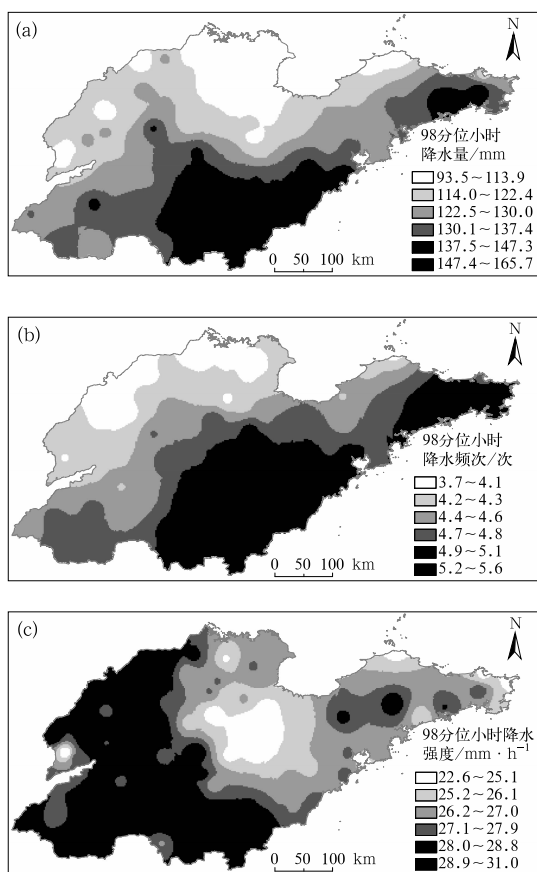 (a)
N
98分位小时
降水量/mm
93.5~113.9
114.0~122.4
122.5~130.0
130.1~137.4
137.5~147.3
147.4~165.7
0 50 100
km
(b)
N
98分位小时
降水频次/次
3.7~4.1
4.2~4.3
4.4~4.6
4.7~4.8
4.9~5.1
5.2~5.6
0 50 100
km
(c)
N
98分位小时降水
强度/mm·h⁻¹
22.6~25.1
25.2~26.1
26.2~27.0
27.1~27.9
28.0~28.8
28.9~31.0
0 50 100
km